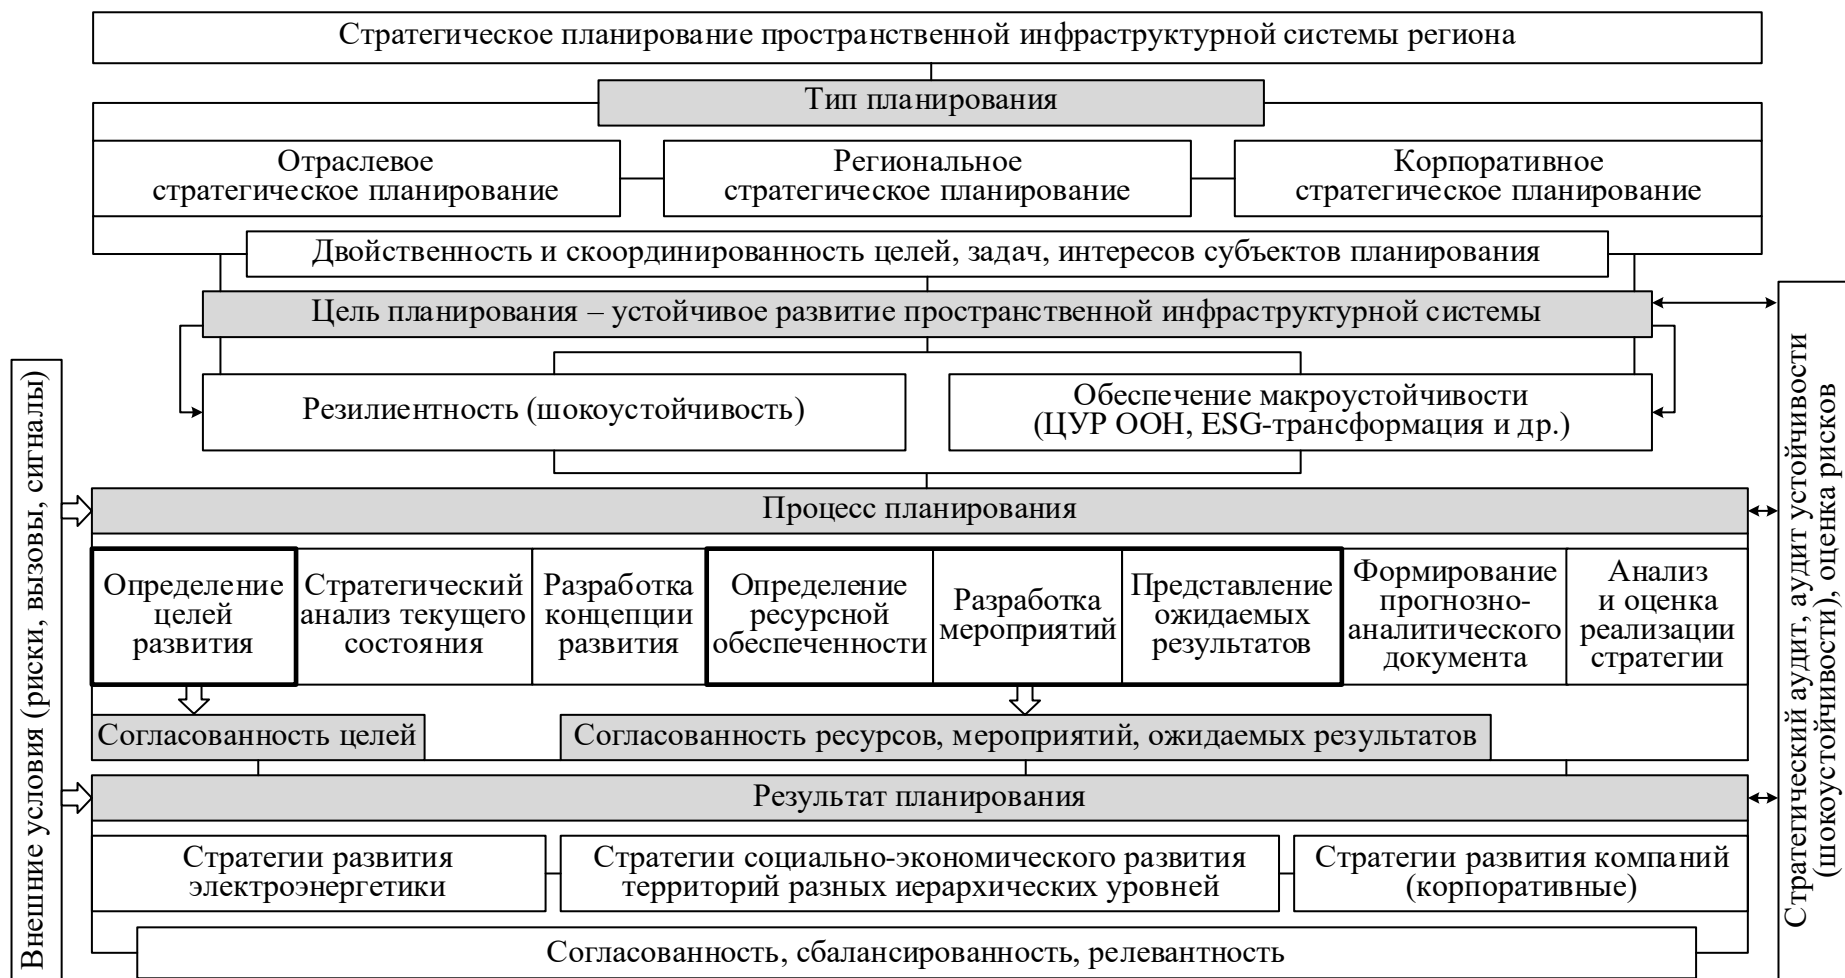 Стратегическое планирование пространственной инфраструктурной системы региона
Тип планирования
Отраслевое
стратегическое планирование
Региональное
стратегическое планирование
Корпоративное
стратегическое планирование
Двойственность и скоординированность целей, задач, интересов субъектов планирования
Цель планирования – устойчивое развитие пространственной инфраструктурной системы
Резилиентность (шокоустойчивость)
Обеспечение макроустойчивости
(ЦУР ООН, ESG-трансформация и др.)
Процесс планирования
Определение
целей
развития
Стратегический
анализ текущего
состояния
Разработка
концепции
развития
Определение
ресурсной
обеспеченности
Разработка
мероприятий
Представление
ожидаемых
результатов
Формирование
прогнозно-
аналитического
документа
Анализ
и оценка
реализации
стратегии
Согласованность целей
Согласованность ресурсов, мероприятий, ожидаемых результатов
Результат планирования
Стратегии развития
электроэнергетики
Стратегии социально-экономического развития
территорий разных иерархических уровней
Стратегии развития компаний
(корпоративные)
Согласованность, сбалансированность, релевантность
Внешние условия (риски, вызовы, сигналы)
Стратегический аудит, аудит устойчивости
(шокоустойчивости), оценка рисков